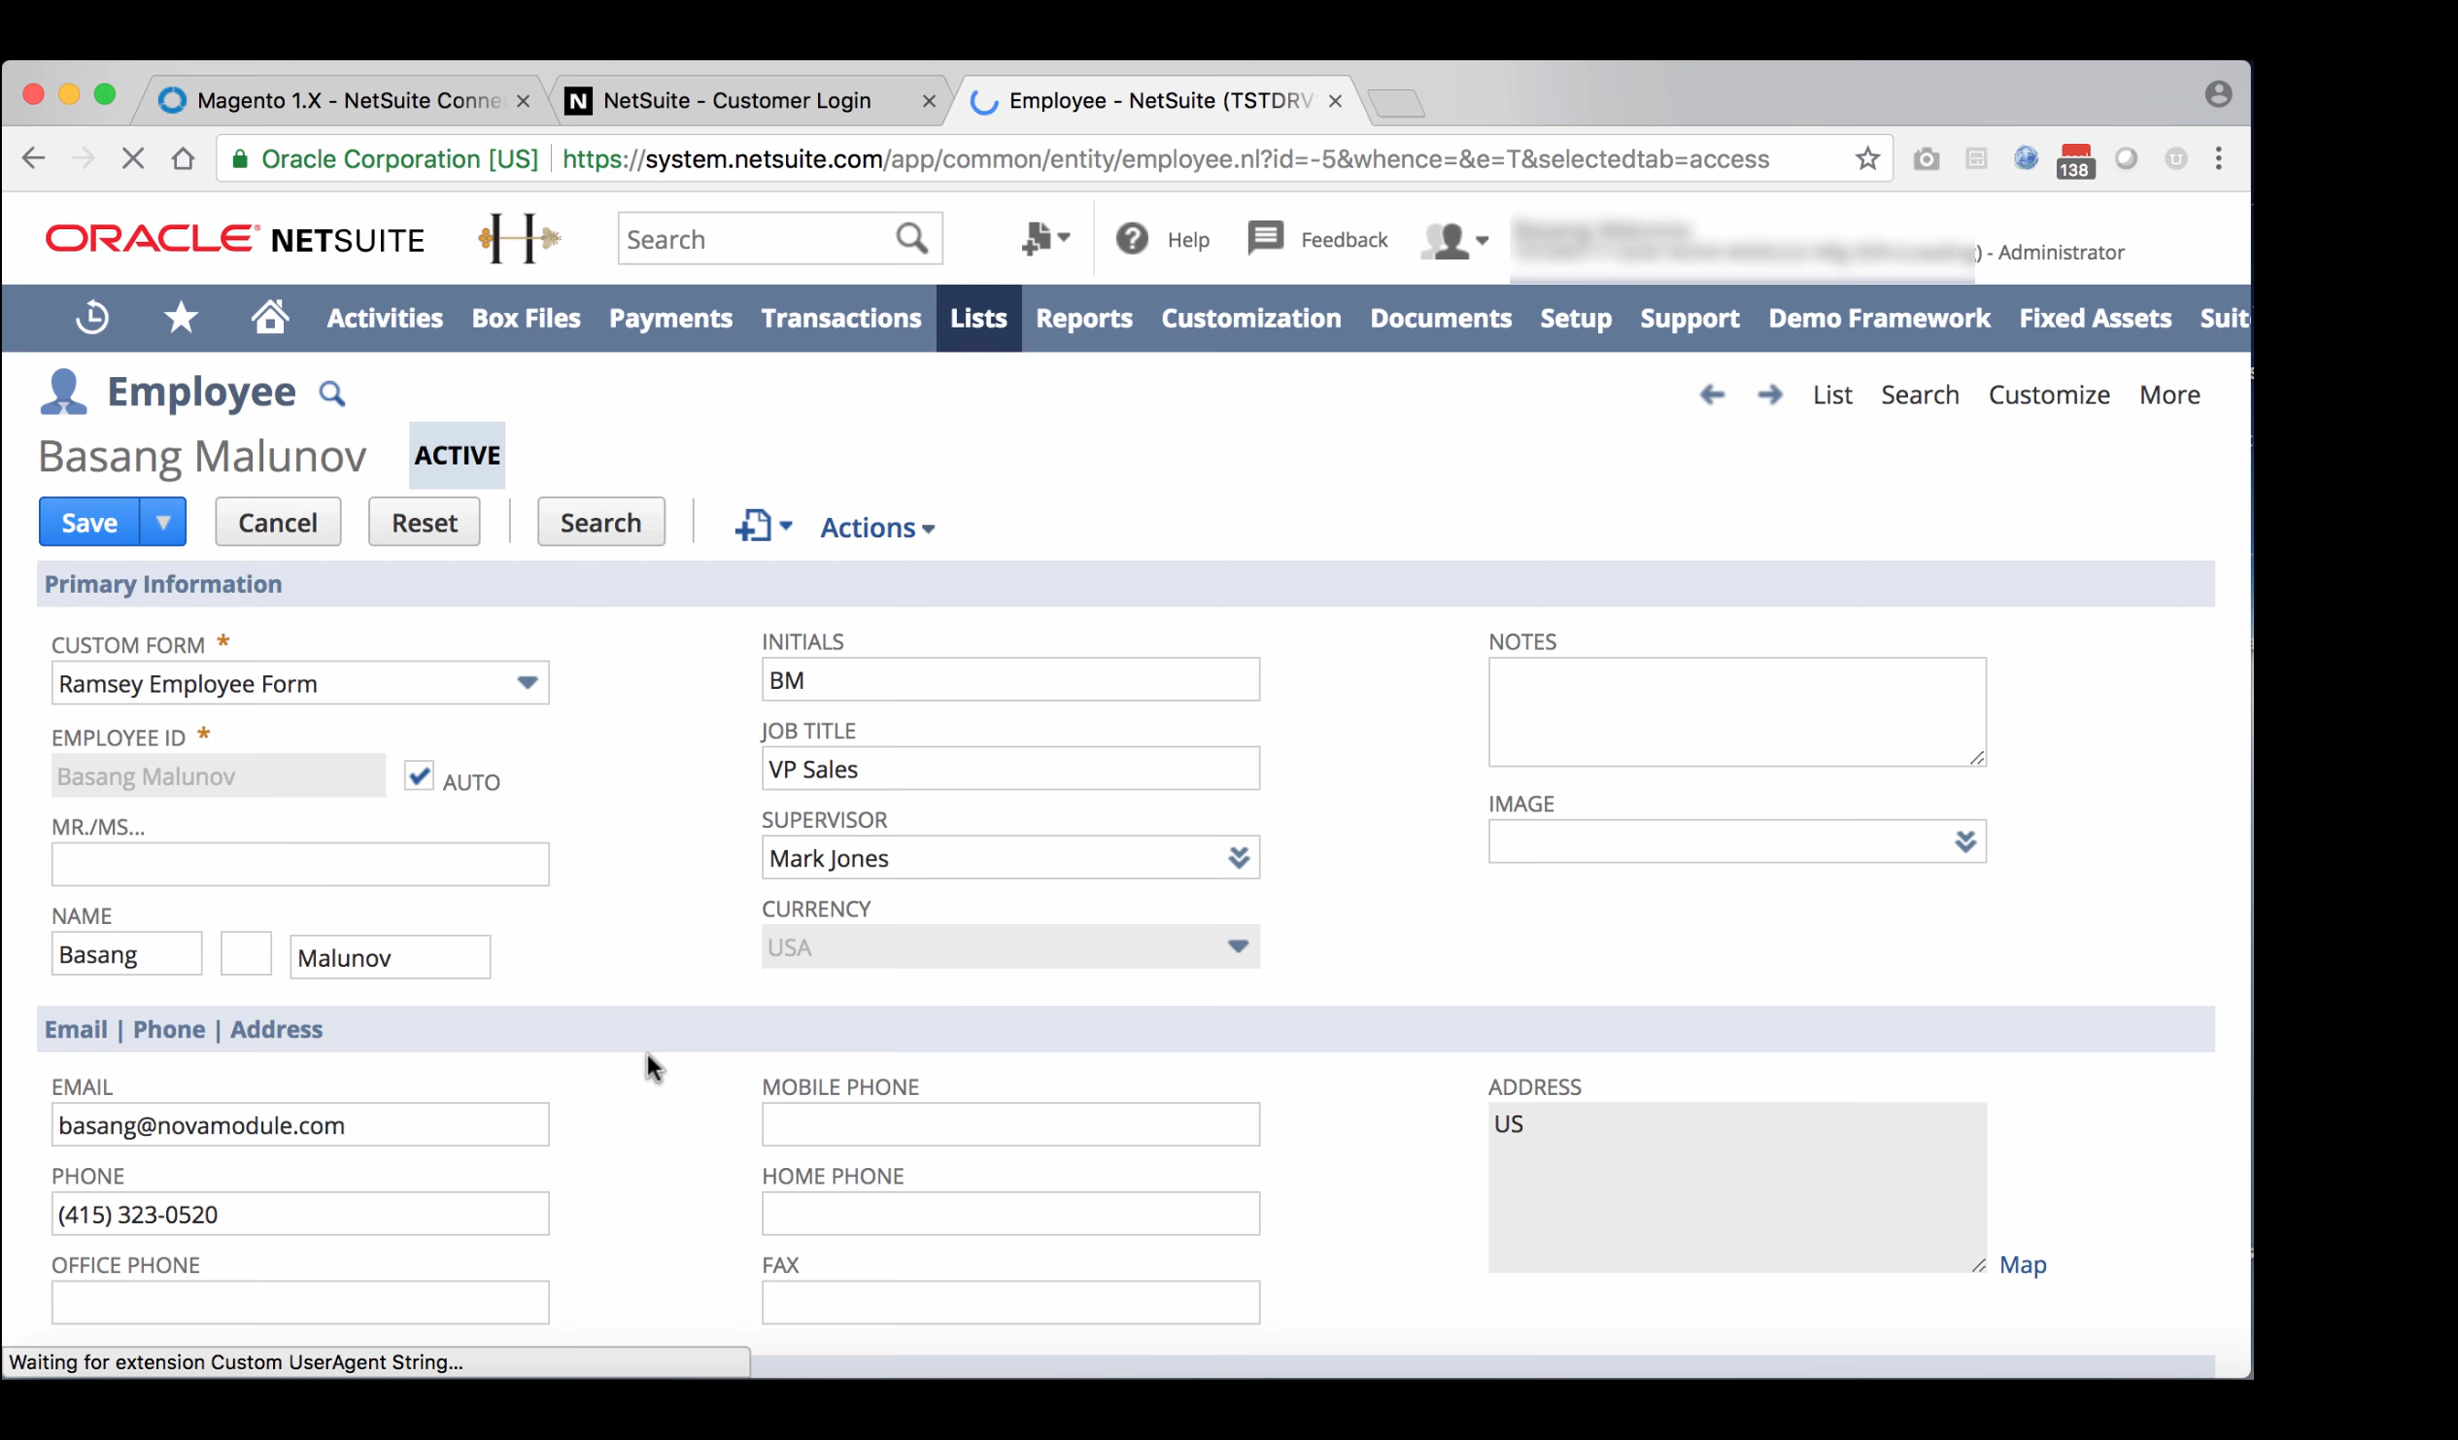 Magento 1.X - NetSuite Conne
NetSuite - Customer Login
Employee - NetSuite (TSTDRV
Oracle Corporation [US]
https://system.netsuite.com/app/common/entity/employee.nl?id=-5&whence=&e=T&selectedtab=access
138
ORACLE® NETSUITE
H
Search
Help
Feedback
) - Administrator
Activities Box Files Payments Transactions Lists Reports Customization Documents Setup Support Demo Framework Fixed Assets Suit
Employee
List Search Customize More
Basang Malunov
ACTIVE
Save Cancel Reset Search Actions
Primary Information
CUSTOM FORM *
Ramsey Employee Form
EMPLOYEE ID *
Basang Malunov
AUTO
MR./MS...
NAME
Basang Malunov
INITIALS
BM
JOB TITLE
VP Sales
SUPERVISOR
Mark Jones
CURRENCY
USA
NOTES
IMAGE
Email | Phone | Address
EMAIL
basang@novamodule.com
PHONE
(415) 323-0520
OFFICE PHONE
MOBILE PHONE
HOME PHONE
FAX
ADDRESS
US
Map
Waiting for extension Custom UserAgent String...